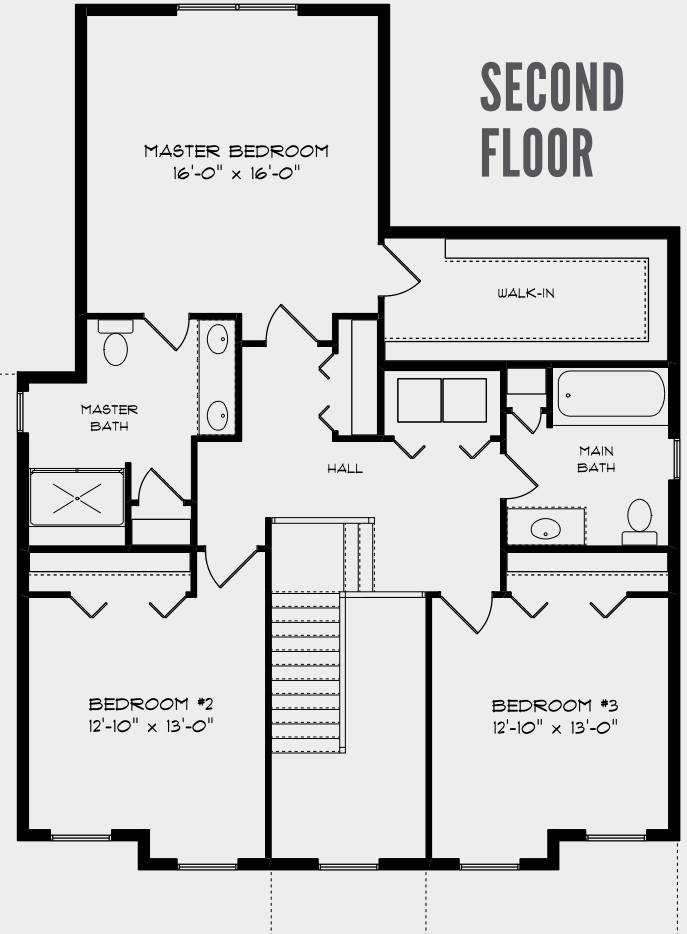 SECOND
FLOOR
MASTER BEDROOM
16'-0" x 16'-0"
WALK-IN
MASTER
BATH
MAIN
BATH
HALL
BEDROOM #2
12'-10" x 13'-0"
BEDROOM #3
12'-10" x 13'-0"